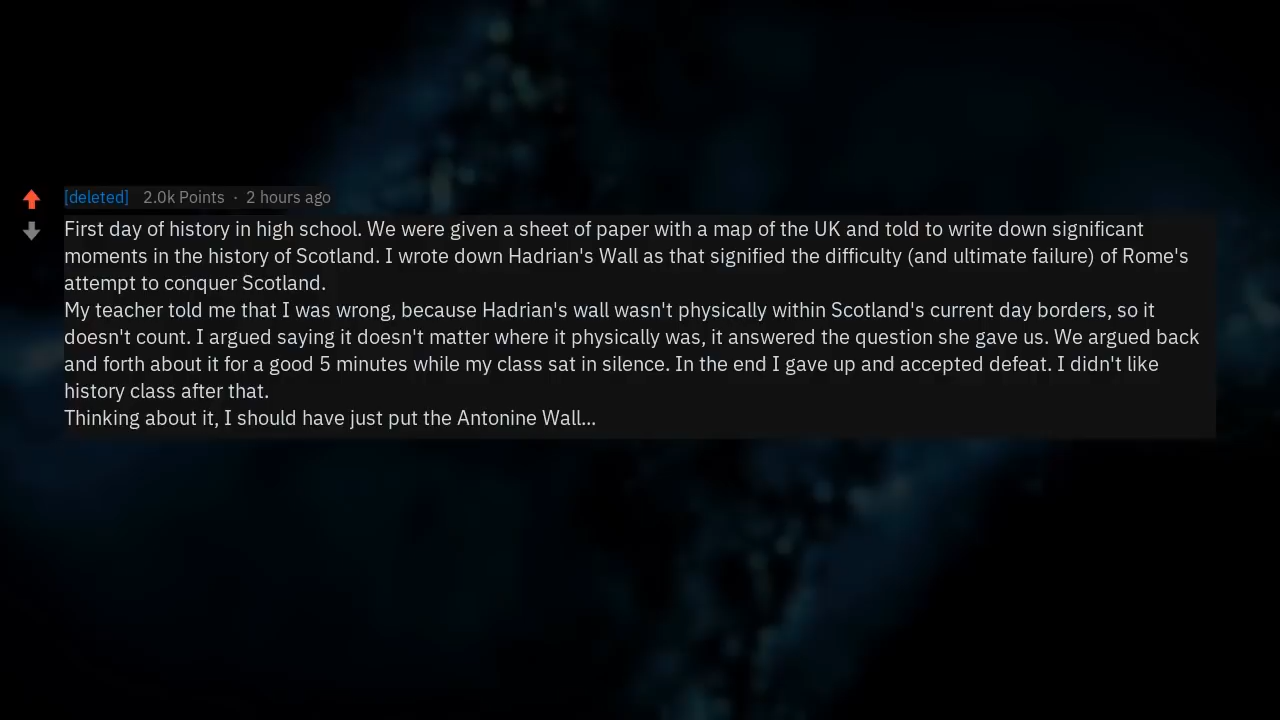 [deleted] 2.0k Points · 2 hours ago
First day of history in high school. We were given a sheet of paper with a map of the UK and told to write down significant
moments in the history of Scotland. I wrote down Hadrian's Wall as that signified the difficulty (and ultimate failure) of Rome's
attempt to conquer Scotland.
My teacher told me that I was wrong, because Hadrian's wall wasn't physically within Scotland's current day borders, so it
doesn't count. I argued saying it doesn't matter where it physically was, it answered the question she gave us. We argued back
and forth about it for a good 5 minutes while my class sat in silence. In the end I gave up and accepted defeat. I didn't like
history class after that.
Thinking about it, I should have just put the Antonine Wall...